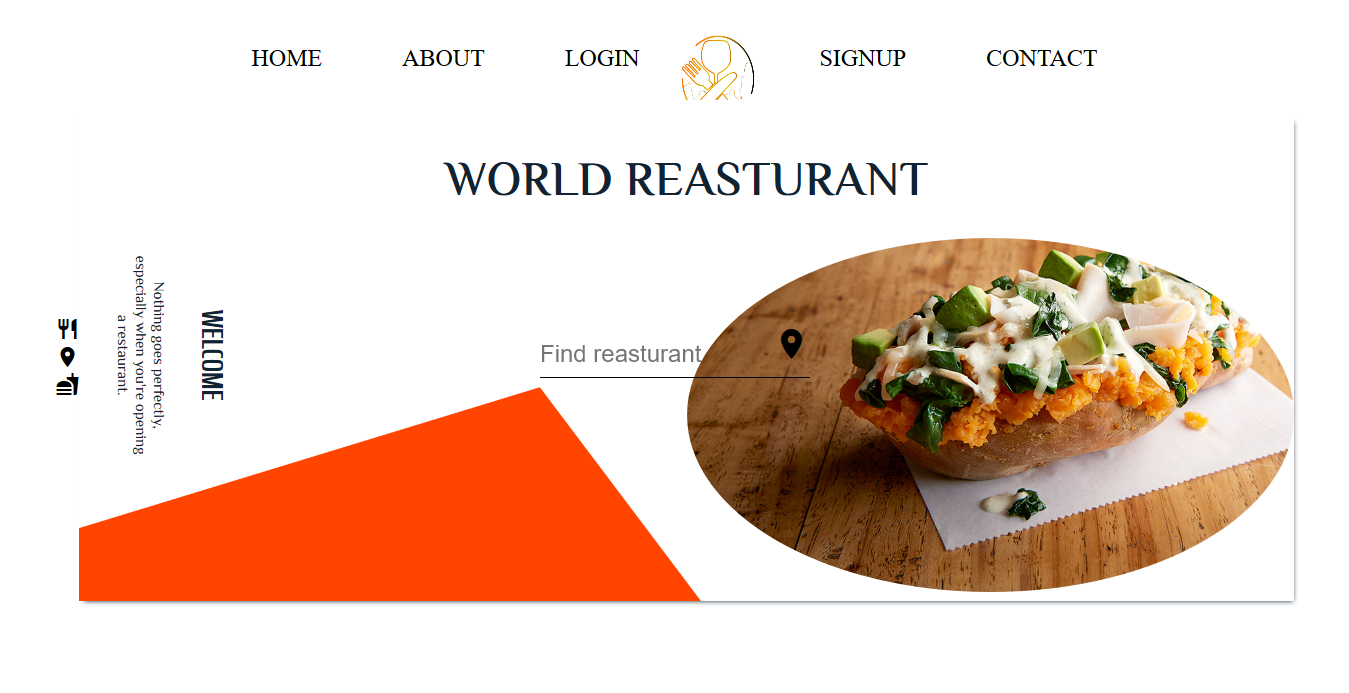 HOME
ABOUT
LOGIN
SIGNUP
CONTACT
WORLD REASTURANT
WELCOME
Nothing goes perfectly,
especially when you're opening
a restaurant.
Find reasturant